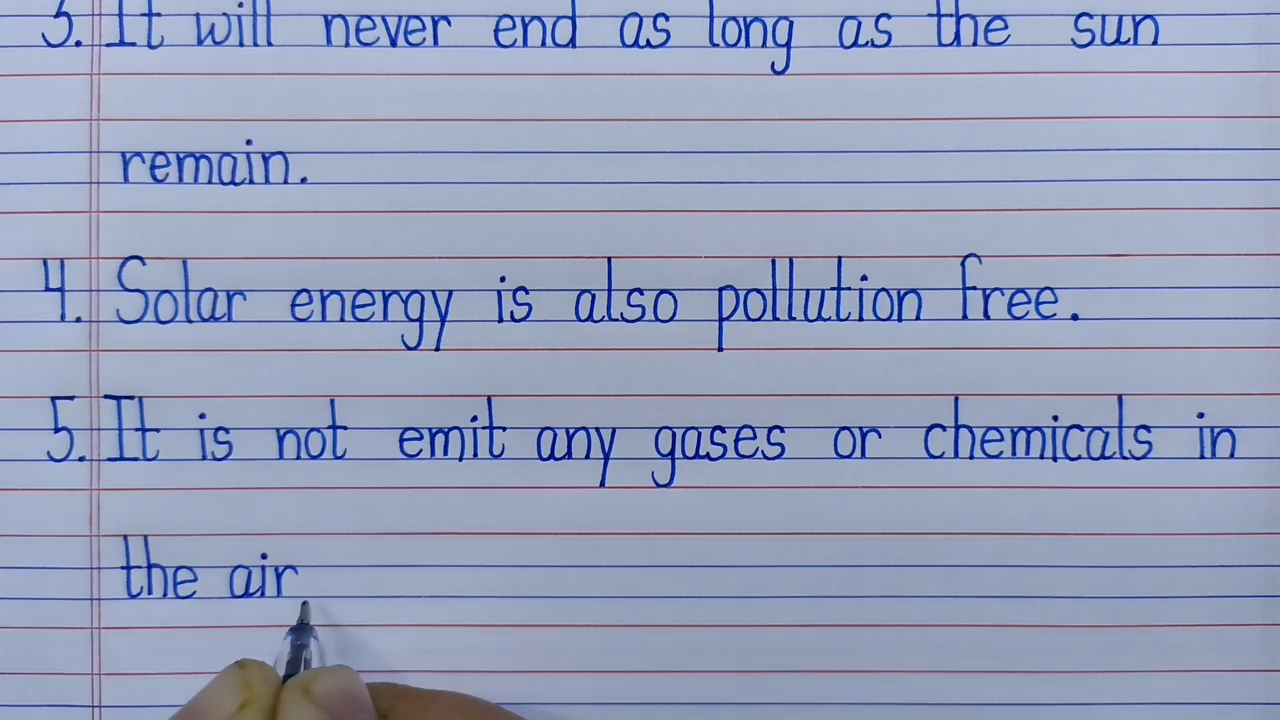 3. It will never end as long as the sun
remain.
4. Solar energy is also pollution free.
5. It is not emit any gases or chemicals in
the air